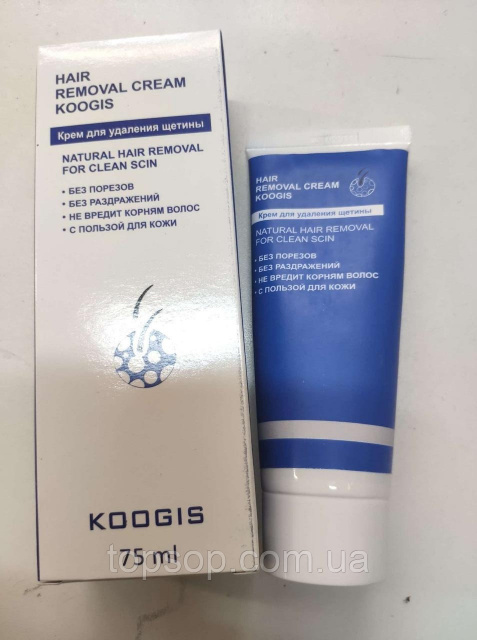 HAIR
REMOVAL CREAM
KOOGIS
Крем для удаления щетины
NATURAL HAIR REMOVAL
FOR CLEAN SCIN
• БЕЗ ПОРЕЗОВ
• БЕЗ РАЗДРАЖЕНИЙ
• НЕ ВРЕДИТ КОРНЯМ ВОЛОС
• С ПОЛЬЗОЙ ДЛЯ КОЖИ
KOOGIS
75 ml
HAIR
REMOVAL CREAM
KOOGIS
Крем для удаления щетины
NATURAL HAIR REMOVAL
FOR CLEAN SCIN
• БЕЗ ПОРЕЗОВ
• БЕЗ РАЗДРАЖЕНИЙ
• НЕ ВРЕДИТ КОРНЯМ ВОЛОС
• С ПОЛЬЗОЙ ДЛЯ КОЖИ
topsop.com.ua